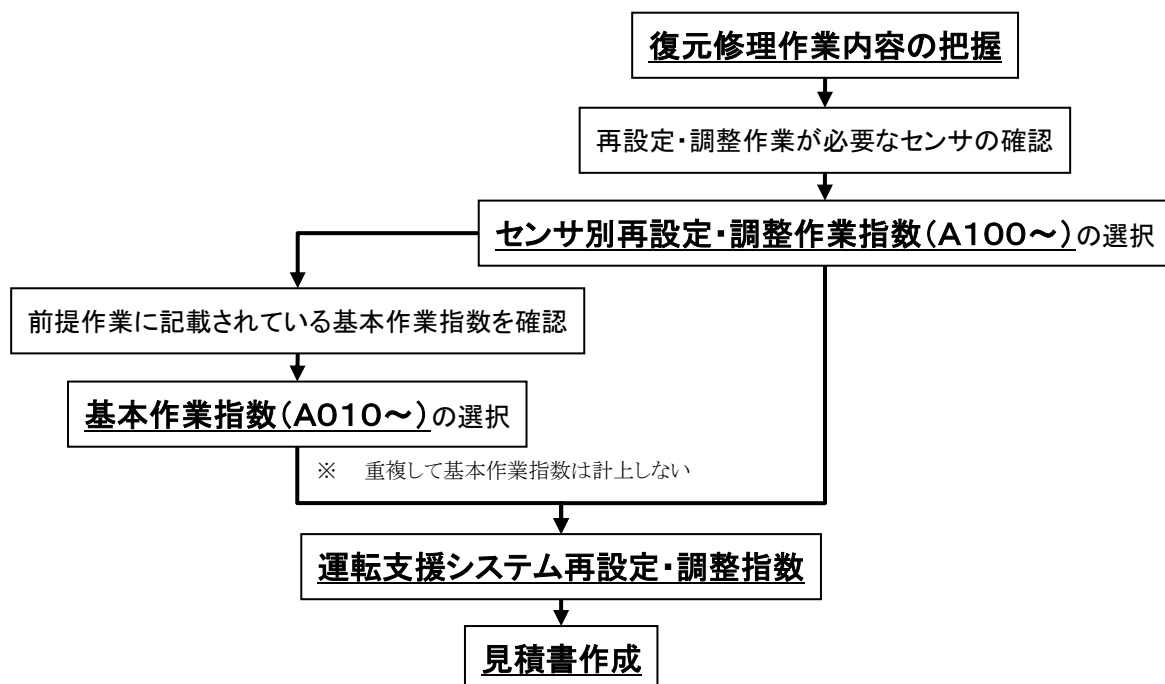 復元修理作業内容の把握
再設定・調整作業が必要なセンサの確認
センサ別再設定・調整作業指数(A100~)の選択
前提作業に記載されている基本作業指数を確認
基本作業指数(A010~)の選択
※ 重複して基本作業指数は計上しない
運転支援システム再設定・調整指数
見積書作成